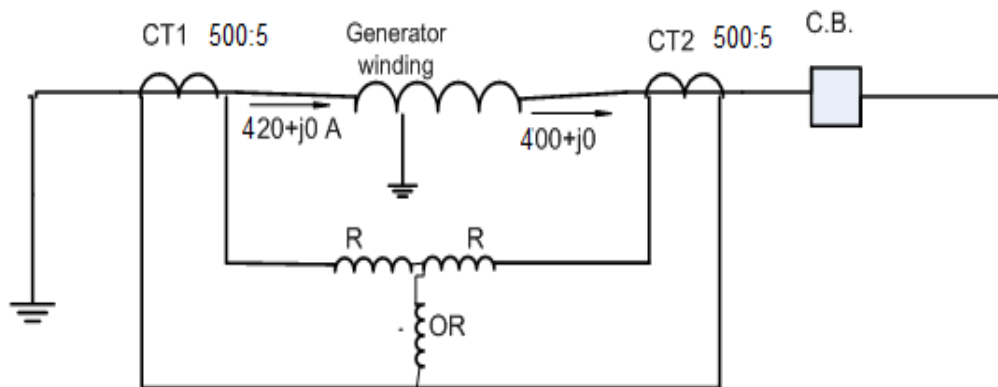 CT1 500:5
Generator
winding
CT2 500:5
C.B.
420+j0 A
400+j0
R
R
OR